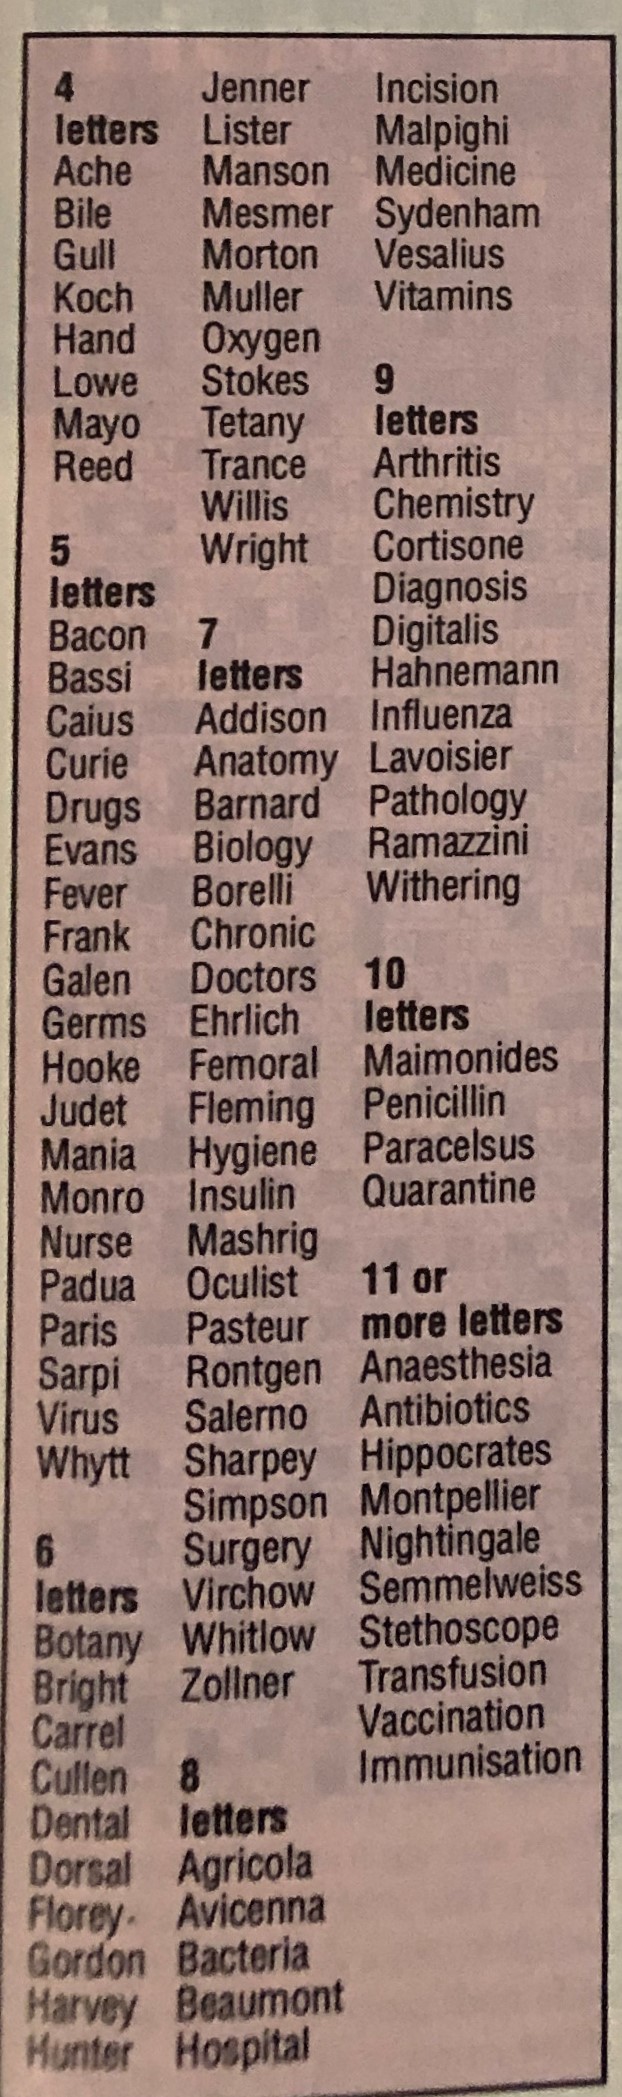 4
letters
Ache
Bile
Gull
Koch
Hand
Lowe
Mayo
Reed
5
letters
Bacon
Bassi
Caius
Curie
Drugs
Evans
Fever
Frank
Galen
Germs
Hooke
Judet
Mania
Monro
Nurse
Padua
Paris
Sarpi
Virus
Whytt
6
letters
Botany
Bright
Carrel
Cullen
Dental
Dorsal
Florey
Gordon
Harvey
Hunter
Jenner
Lister
Manson
Mesmer
Morton
Muller
Oxygen
Stokes
Tetany
Trance
Willis
Wright
7
letters
Addison
Anatomy
Barnard
Biology
Borelli
Chronic
Doctors
Ehrlich
Femoral
Fleming
Hygiene
Insulin
Mashrig
Oculist
Pasteur
Rontgen
Salerno
Sharpey
Simpson
Surgery
Virchow
Whitlow
Zollner
8
letters
Agricola
Avicenna
Bacteria
Beaumont
Hospital
Incision
Malpighi
Medicine
Sydenham
Vesalius
Vitamins
9
letters
Arthritis
Chemistry
Cortisone
Diagnosis
Digitalis
Hahnemann
Influenza
Lavoisier
Pathology
Ramazzini
Withering
10
letters
Maimonides
Penicillin
Paracelsus
Quarantine
11 or
more letters
Anaesthesia
Antibiotics
Hippocrates
Montpellier
Nightingale
Semmelweiss
Stethoscope
Transfusion
Vaccination
Immunisation